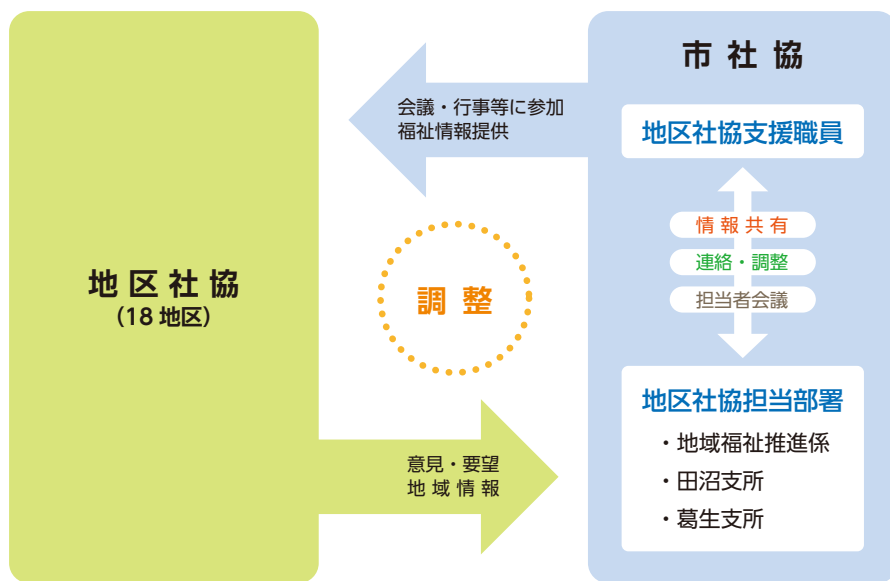 地区社協
(18 地区)
会議・行事等に参加
福祉情報提供
調整
意見・要望
地域情報
市社協
地区社協支援職員
情報共有
連絡・調整
担当者会議
地区社協担当部署
・地域福祉推進係
・田沼支所
・葛生支所